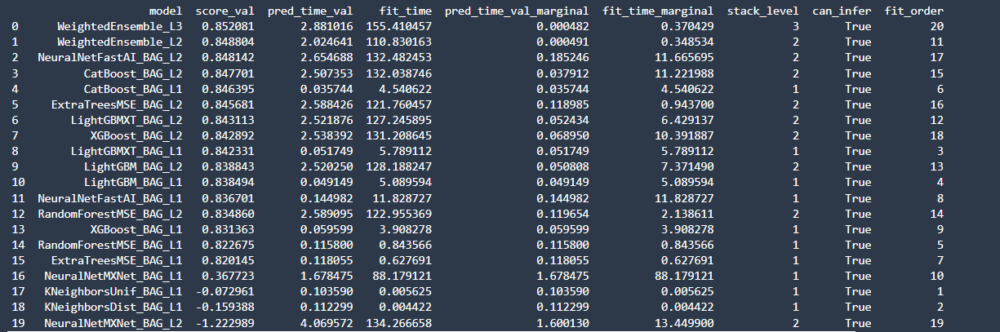 model score_val pred_time_val fit_time pred_time_val_marginal fit_time_marginal stack_level can_infer fit_order
0 WeightedEnsemble_L3 0.852081 2.881016 155.410457 0.000482 0.370429 3 True 20
1 WeightedEnsemble_L2 0.848804 2.024641 110.830163 0.000491 0.348534 2 True 11
2 NeuralNetFastAI_BAG_L2 0.848142 2.654688 132.482453 0.185246 11.665695 2 True 17
3 CatBoost_BAG_L2 0.847701 2.507353 132.038746 0.037912 11.221988 2 True 15
4 CatBoost_BAG_L1 0.846395 0.035744 4.540622 0.035744 4.540622 1 True 6
5 ExtraTreesMSE_BAG_L2 0.845681 2.588426 121.760457 0.118985 0.943700 2 True 16
6 LightGBMXT_BAG_L2 0.843113 2.521876 127.245895 0.052434 6.429137 2 True 12
7 XGBoost_BAG_L2 0.842892 2.538392 131.208645 0.068950 10.391887 2 True 18
8 LightGBMXT_BAG_L1 0.842331 0.051749 5.789112 0.051749 5.789112 1 True 3
9 LightGBM_BAG_L2 0.838843 2.520250 128.188247 0.050808 7.371490 2 True 13
10 LightGBM_BAG_L1 0.838494 0.049149 5.089594 0.049149 5.089594 1 True 4
11 NeuralNetFastAI_BAG_L1 0.836701 0.144982 11.828727 0.144982 11.828727 1 True 8
12 RandomForestMSE_BAG_L2 0.834860 2.589095 122.955369 0.119654 2.138611 2 True 14
13 XGBoost_BAG_L1 0.831363 0.059599 3.908278 0.059599 3.908278 1 True 9
14 RandomForestMSE_BAG_L1 0.822675 0.115800 0.843566 0.115800 0.843566 1 True 5
15 ExtraTreesMSE_BAG_L1 0.820145 0.118055 0.627691 0.118055 0.627691 1 True 7
16 NeuralNetMXNet_BAG_L1 0.367723 1.678475 88.179121 1.678475 88.179121 1 True 10
17 KNeighborsUnif_BAG_L1 -0.072961 0.103590 0.005625 0.103590 0.005625 1 True 1
18 KNeighborsDist_BAG_L1 -0.159388 0.112299 0.004422 0.112299 0.004422 1 True 2
19 NeuralNetMXNet_BAG_L2 -1.222989 4.069572 134.266658 1.600130 13.449900 2 True 19